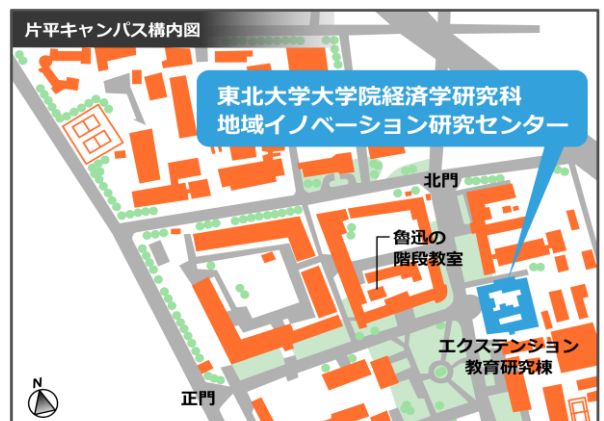 片平キャンパス構内図
東北大学大学院経済学研究科
地域イノベーション研究センター
北門
魯迅の
階段教室
エクステンション
教育研究棟
正門
N